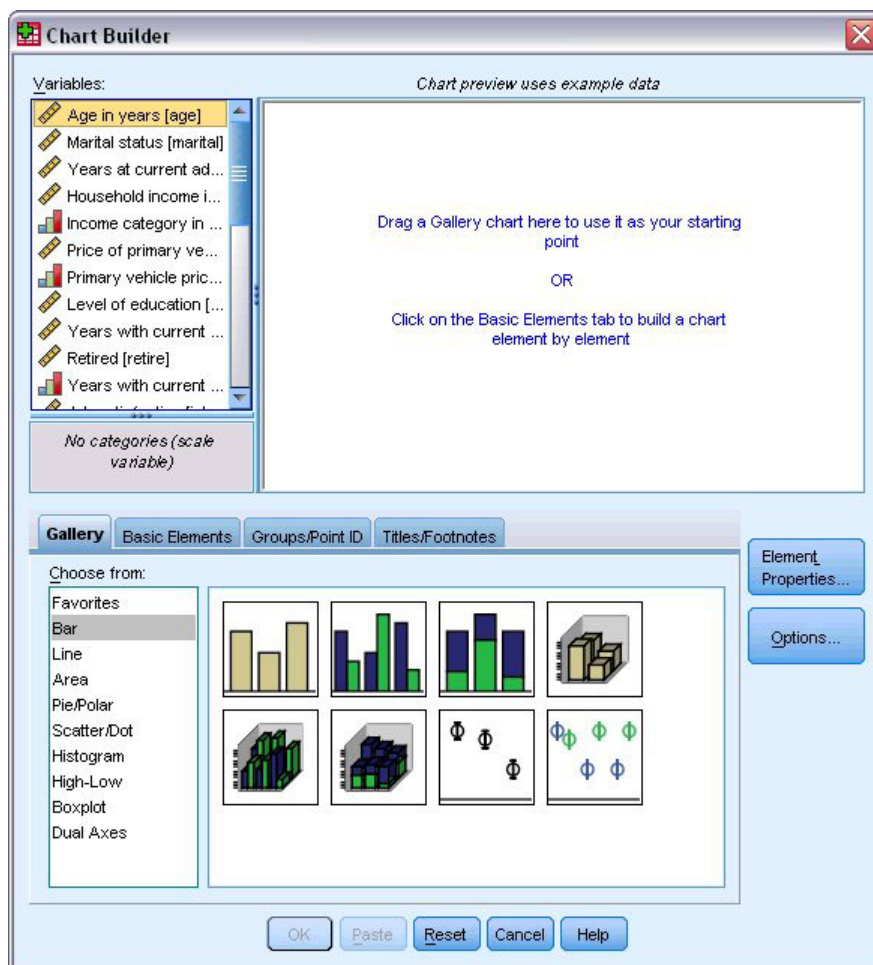 Chart Builder
Variables:
Chart preview uses example data
Age in years [age]
Marital status [marital]
Years at current ad...
Household income i...
Income category in ...
Price of primary ve...
Primary vehicle pric...
Level of education [...
Years with current ...
Retired [retire]
Years with current ...
No categories (scale
variable)
Drag a Gallery chart here to use it as your starting
point
OR
Click on the Basic Elements tab to build a chart
element by element
Gallery
Basic Elements
Groups/Point ID
Titles/Footnotes
Choose from:
Favorites
Bar
Line
Area
Pie/Polar
Scatter/Dot
Histogram
High-Low
Boxplot
Dual Axes
Element
Properties...
Options...
OK
Paste
Reset
Cancel
Help